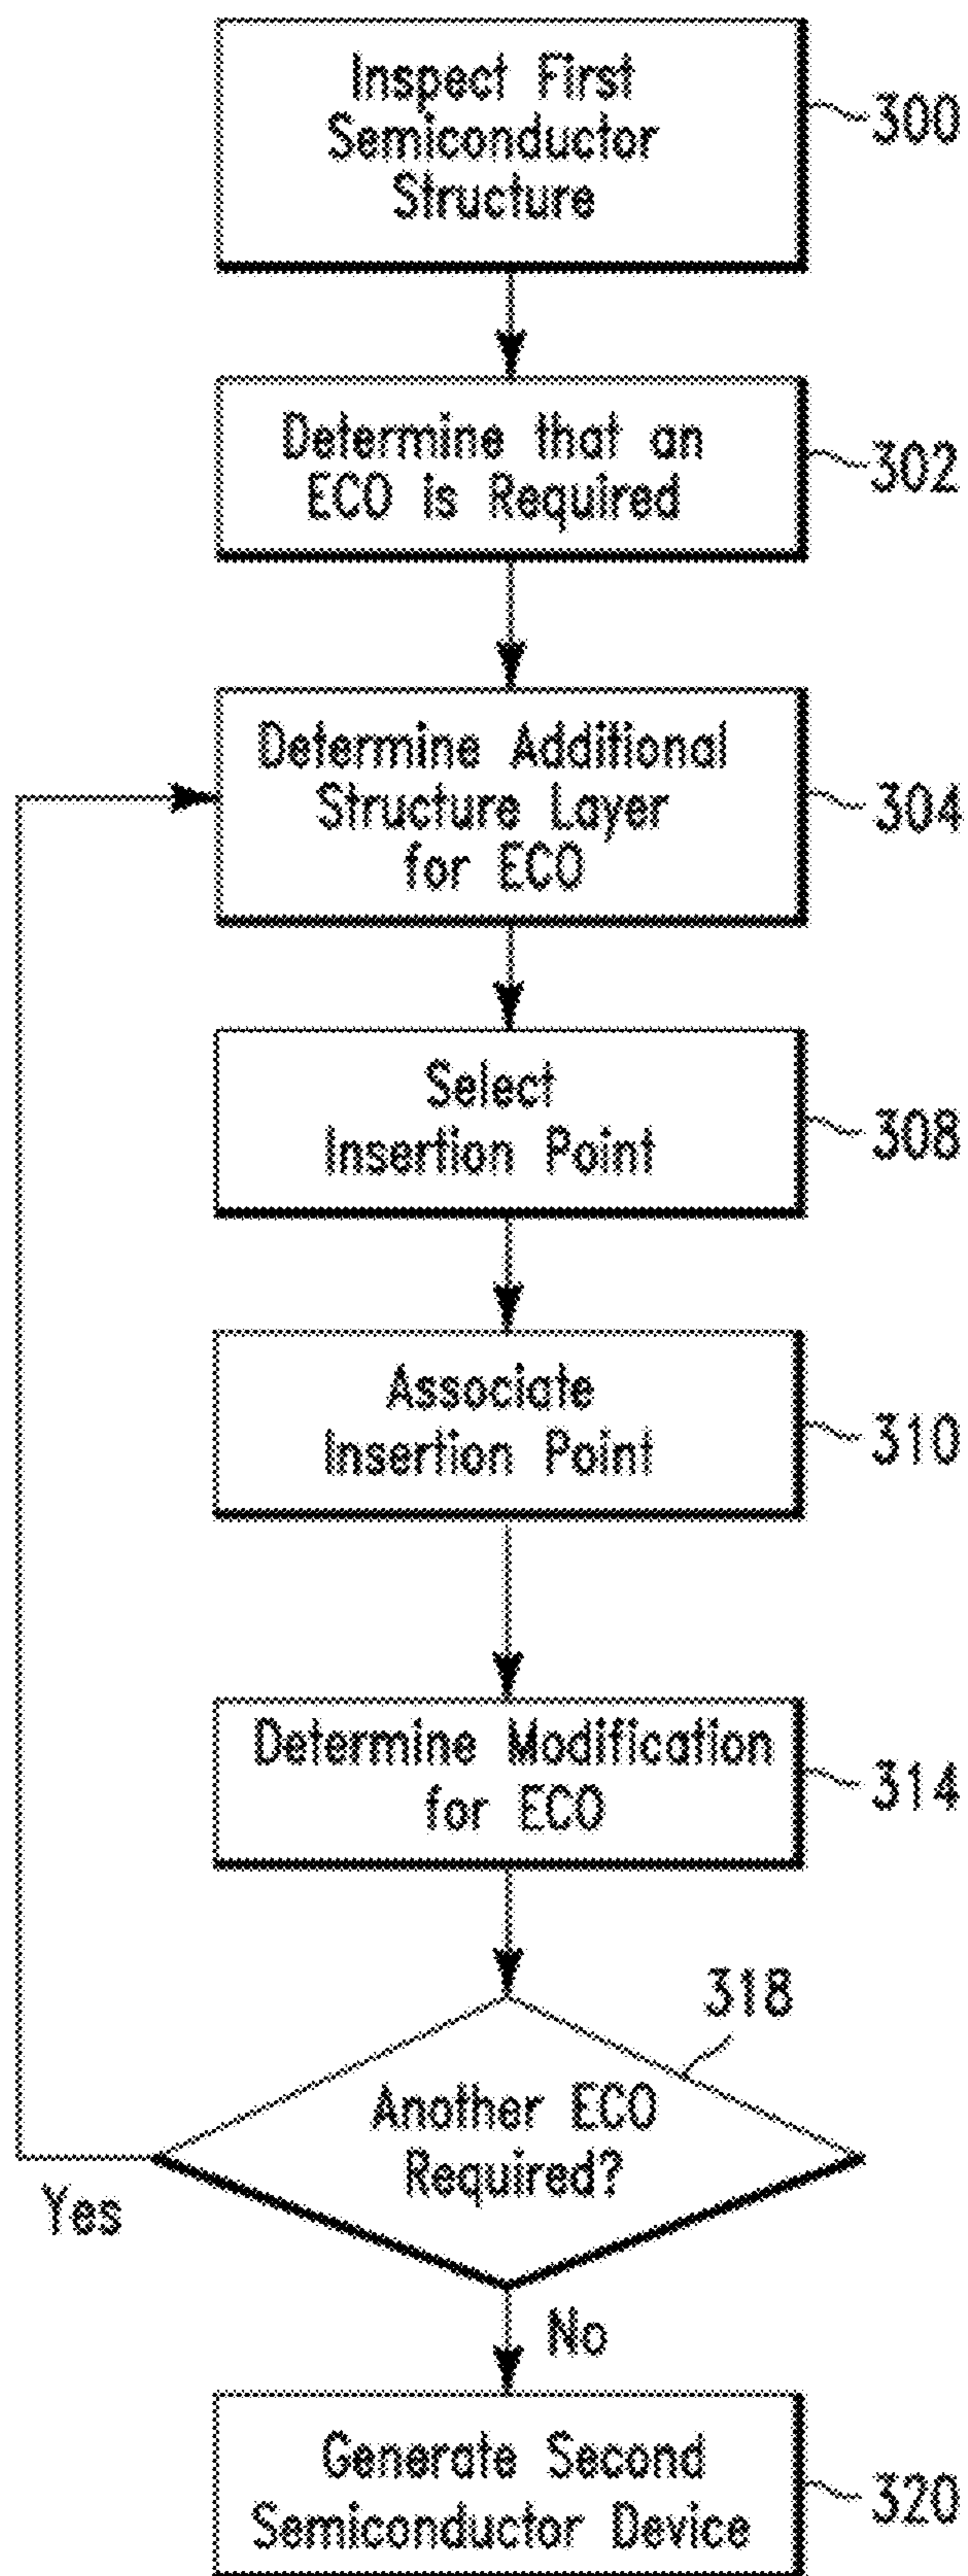 Inspect First
Semiconductor
Structure
300
Determine that an
ECO is Required
302
Determine Additional
Structure Layer
for ECO
304
Select
Insertion Point
308
Associate
Insertion Point
310
Determine Modification
for ECO
314
318
Another ECO
Required?
Yes
No
Generate Second
Semiconductor Device
320